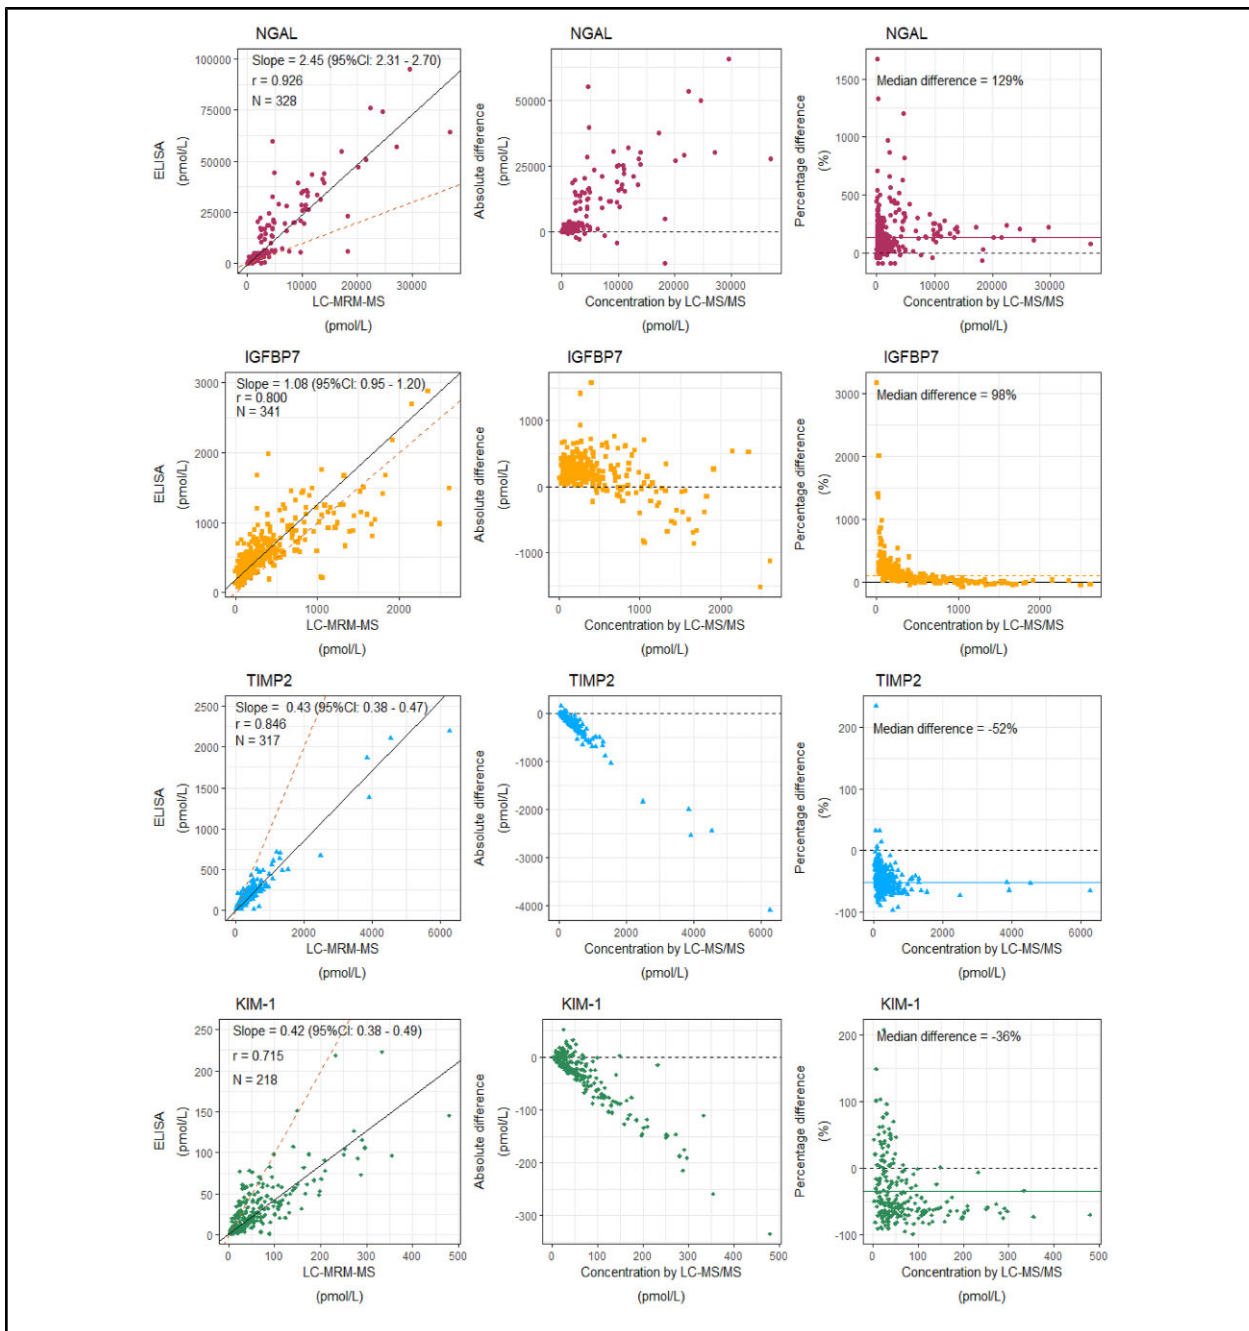 NGAL
Slope = 2.45 (95%CI: 2.31 - 2.70)
r = 0.926
N = 328
100000
75000
50000
25000
0
ELISA
(pmol/L)
0 10000 20000 30000
LC-MRM-MS
(pmol/L)
NGAL
50000
25000
0
Absolute difference
(pmol/L)
0 10000 20000 30000
Concentration by LC-MS/MS
(pmol/L)
NGAL
Median difference = 129%
1500
1000
500
0
Percentage difference
(%)
0 10000 20000 30000
Concentration by LC-MS/MS
(pmol/L)
IGFBP7
Slope = 1.08 (95%CI: 0.95 - 1.20)
r = 0.800
N = 341
3000
2000
1000
0
ELISA
(pmol/L)
0 1000 2000
LC-MRM-MS
(pmol/L)
IGFBP7
1000
0
-1000
Absolute difference
(pmol/L)
0 1000 2000
Concentration by LC-MS/MS
(pmol/L)
IGFBP7
Median difference = 98%
3000
2000
1000
0
Percentage difference
(%)
0 1000 2000
Concentration by LC-MS/MS
(pmol/L)
TIMP2
Slope = 0.43 (95%CI: 0.38 - 0.47)
r = 0.846
N = 317
2500
2000
1500
1000
500
0
ELISA
(pmol/L)
0 2000 4000 6000
LC-MRM-MS
(pmol/L)
TIMP2
0
-1000
-2000
-3000
-4000
Absolute difference
(pmol/L)
0 2000 4000 6000
Concentration by LC-MS/MS
(pmol/L)
TIMP2
Median difference = -52%
200
100
0
-100
Percentage difference
(%)
0 2000 4000 6000
Concentration by LC-MS/MS
(pmol/L)
KIM-1
Slope = 0.42 (95%CI: 0.38 - 0.49)
r = 0.715
N = 218
250
200
150
100
50
0
ELISA
(pmol/L)
0 100 200 300 400 500
LC-MRM-MS
(pmol/L)
KIM-1
0
-100
-200
-300
Absolute difference
(pmol/L)
0 100 200 300 400 500
Concentration by LC-MS/MS
(pmol/L)
KIM-1
Median difference = -36%
200
100
0
-100
Percentage difference
(%)
0 100 200 300 400 500
Concentration by LC-MS/MS
(pmol/L)